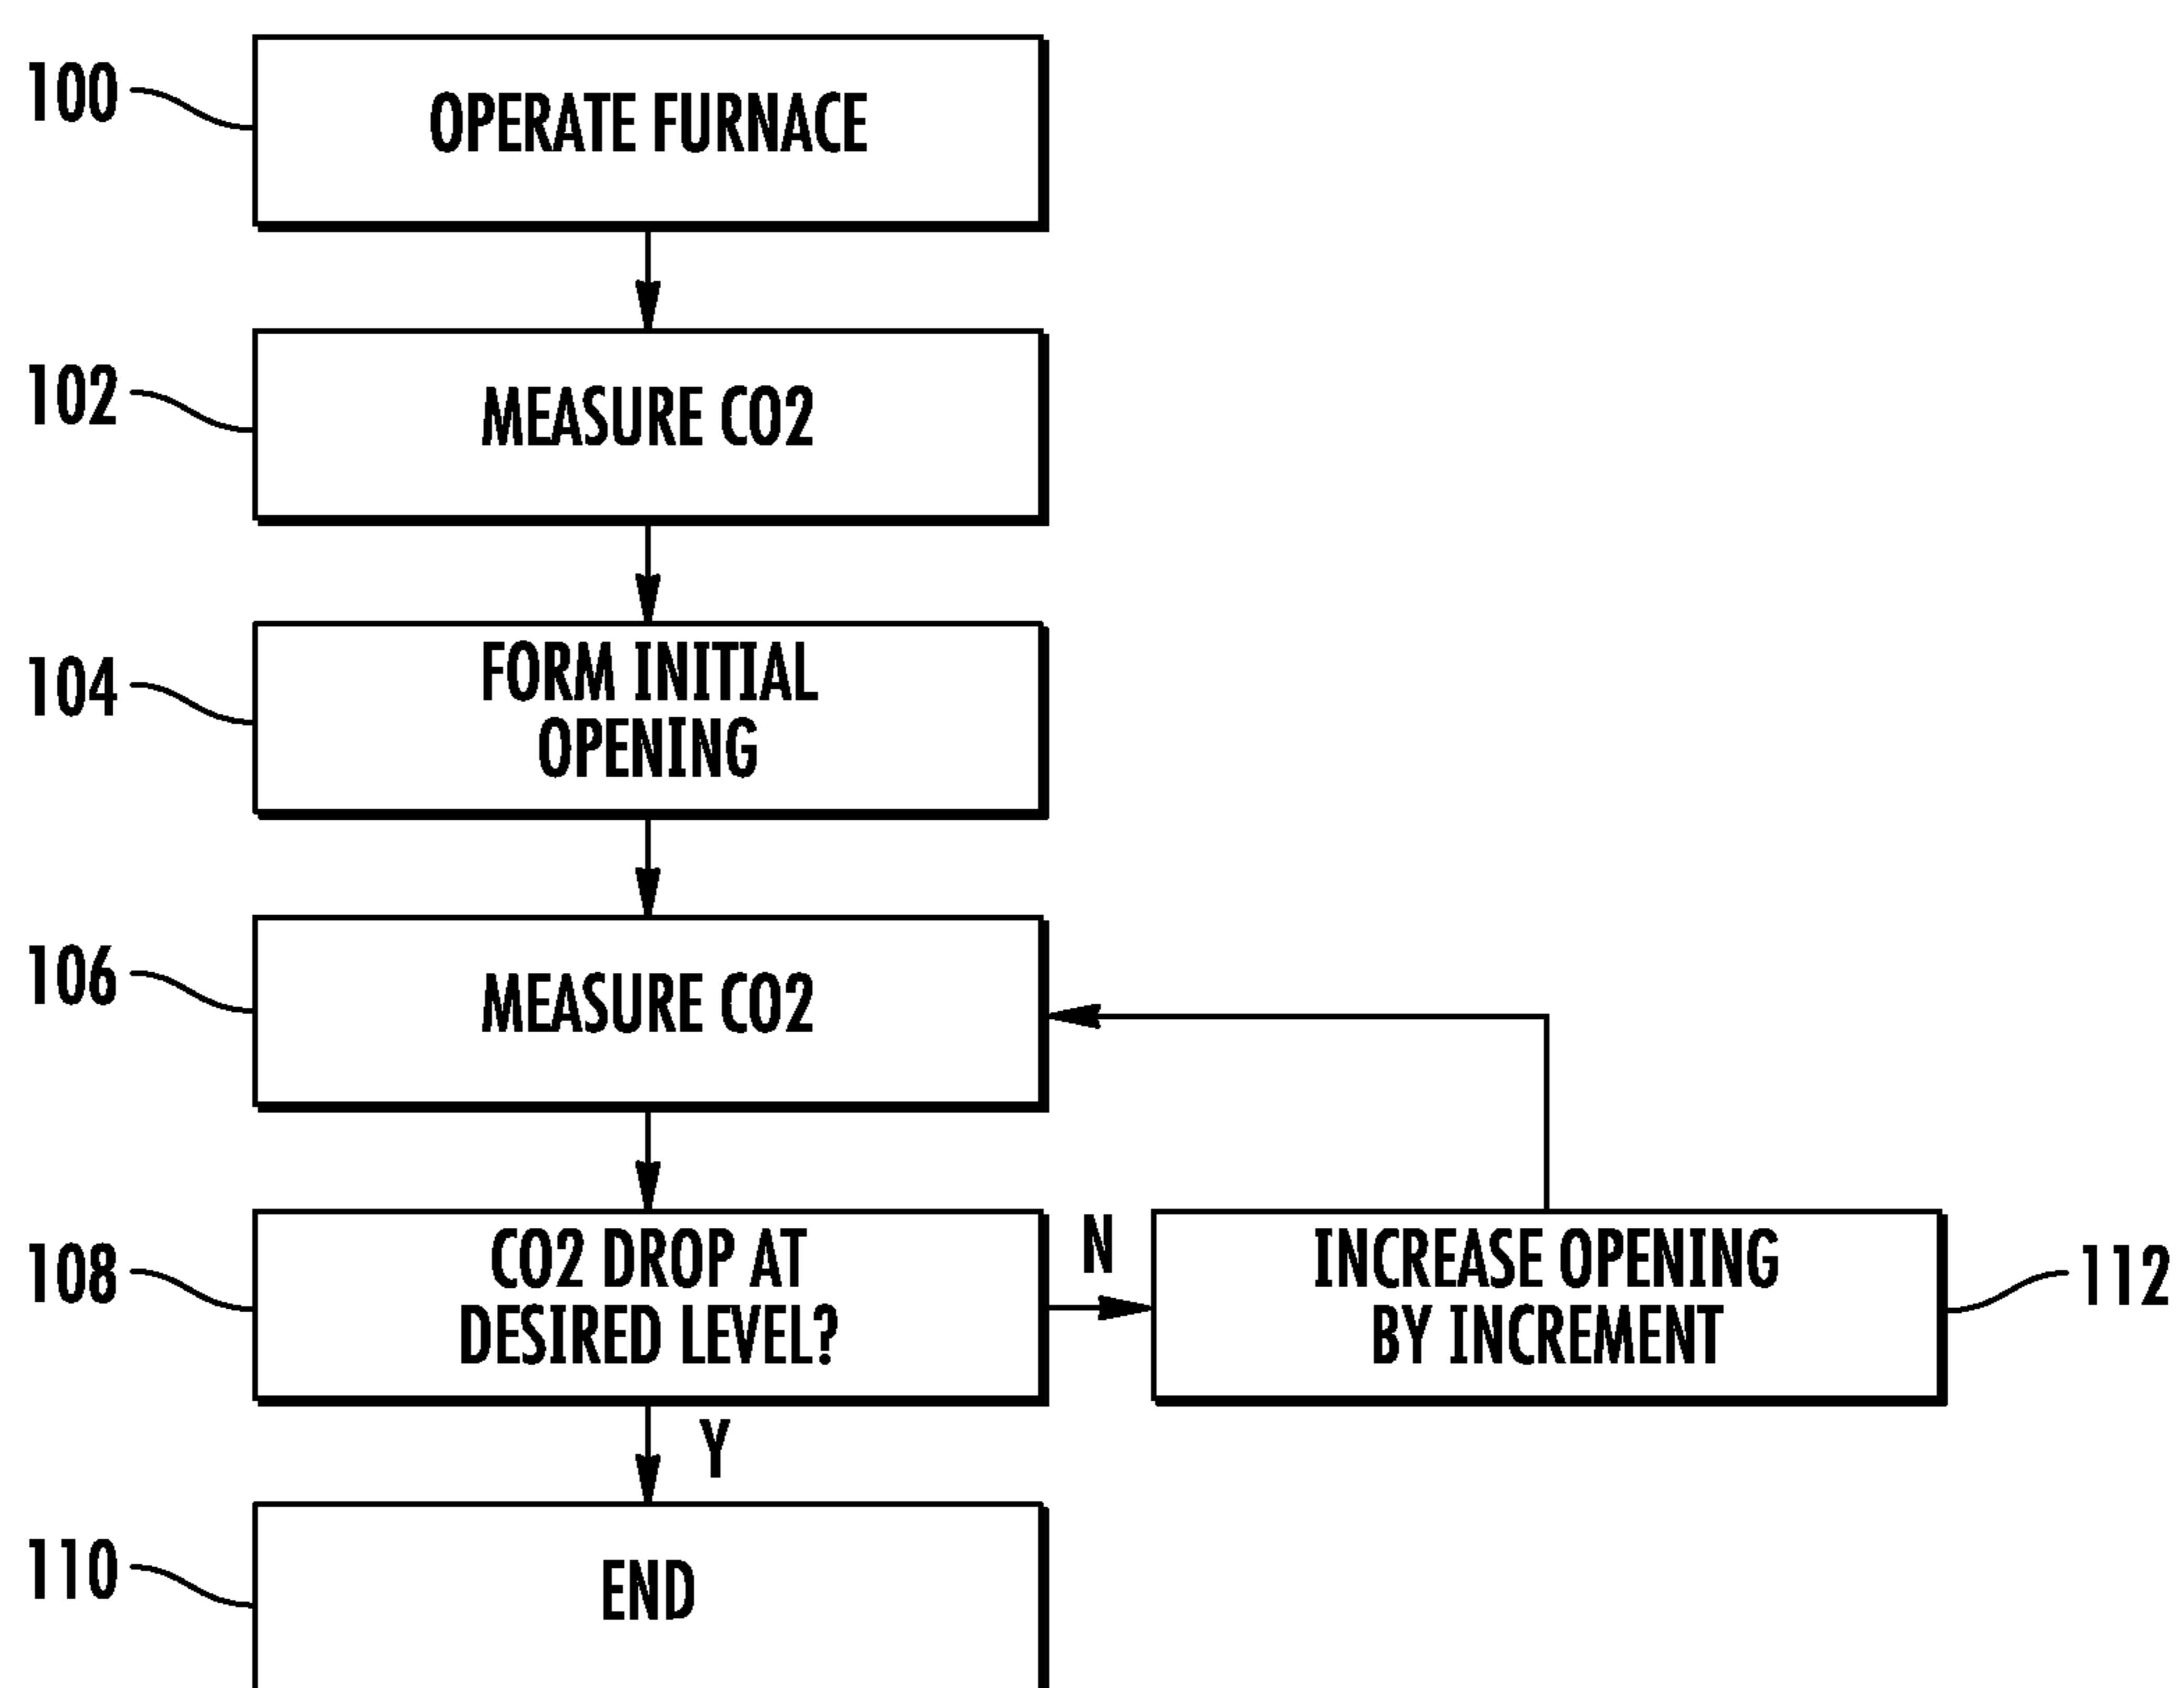 100
OPERATE FURNACE
102
MEASURE CO2
104
FORM INITIAL
OPENING
106
MEASURE CO2
108
CO2 DROP AT
DESIRED LEVEL?
N
INCREASE OPENING
BY INCREMENT
112
Y
110
END